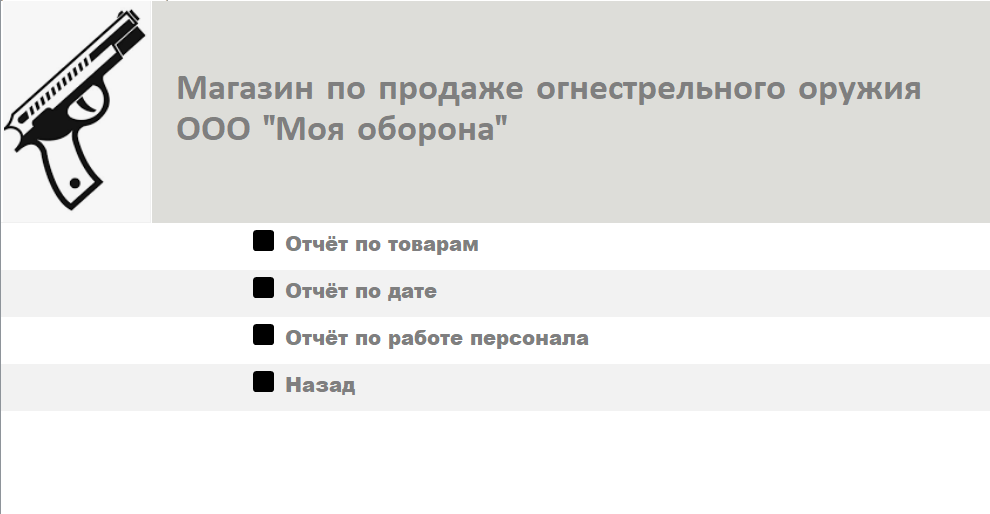 Магазин по продаже огнестрельного оружия
ООО "Моя оборона"
Отчёт по товарам
Отчёт по дате
Отчёт по работе персонала
Назад